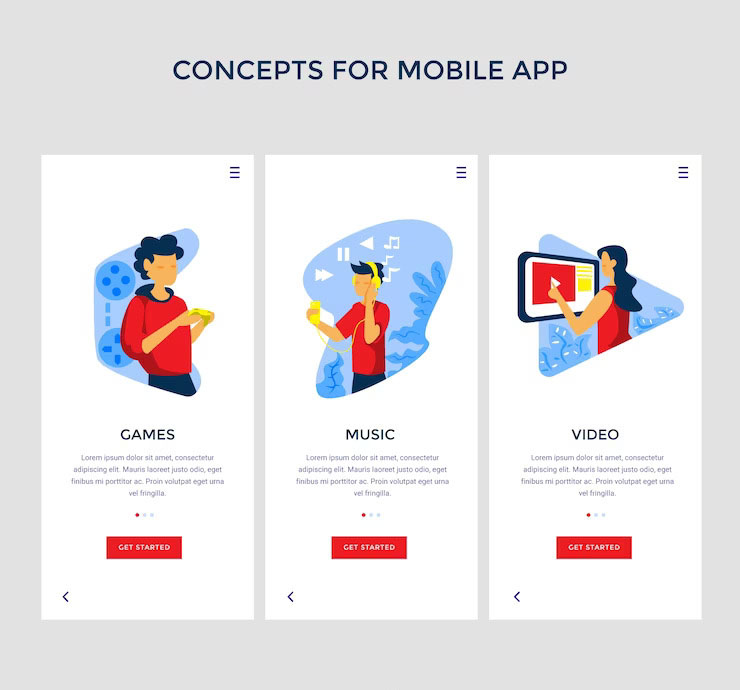 CONCEPTS FOR MOBILE APP
GAMES
Lorem ipsum dolor sit amet, consectetur
adipiscing elit. Mauris laoreet justo odio, eget
finibus mi porttitor ac. Proin volutpat eget urna
vel fringilla.
GET STARTED
MUSIC
Lorem ipsum dolor sit amet, consectetur
adipiscing elit. Mauris laoreet justo odio, eget
finibus mi porttitor ac. Proin volutpat eget urna
vel fringilla.
GET STARTED
VIDEO
Lorem ipsum dolor sit amet, consectetur
adipiscing elit. Mauris laoreet justo odio, eget
finibus mi porttitor ac. Proin volutpat eget urna
vel fringilla.
GET STARTED